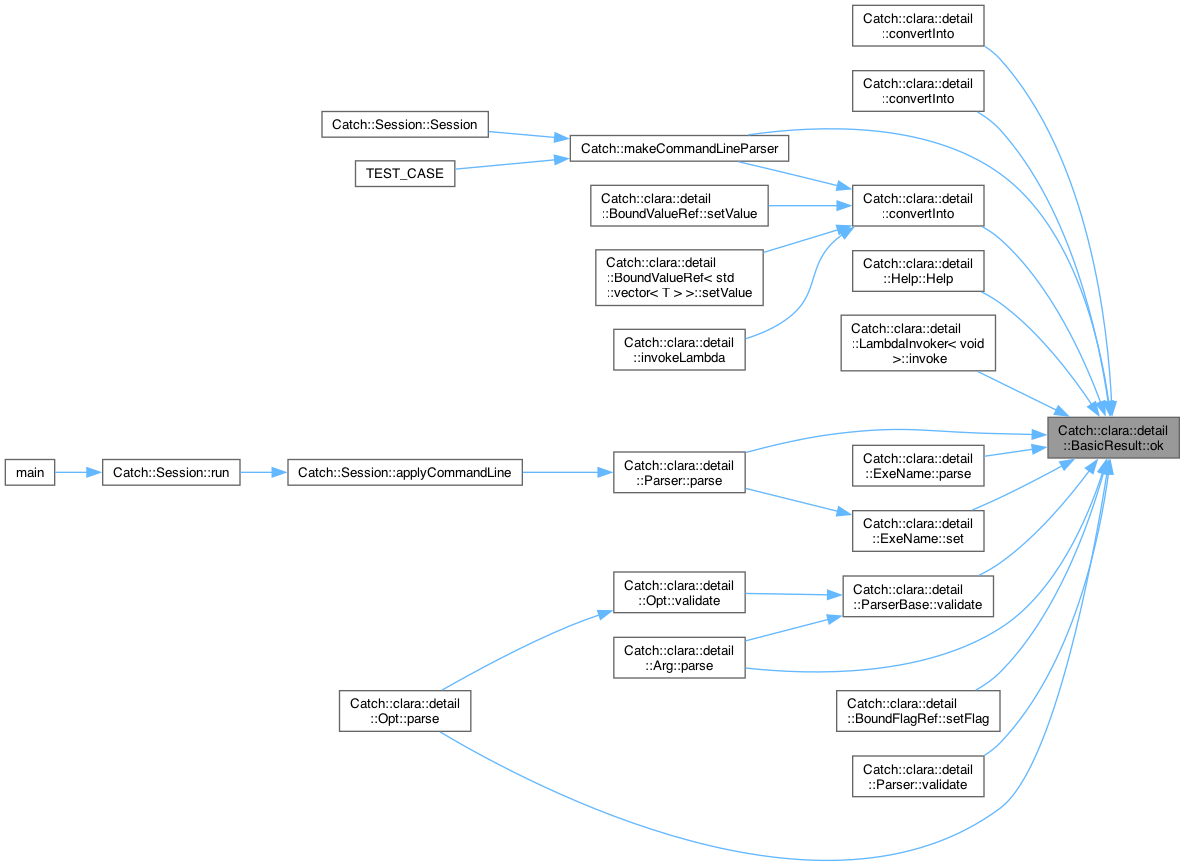 Catch::clara::detail
::convertInto
Catch::clara::detail
::convertInto
Catch::Session::Session
Catch::makeCommandLineParser
TEST_CASE
Catch::clara::detail
::BoundValueRef::setValue
Catch::clara::detail
::convertInto
Catch::clara::detail
::BoundValueRef< std
::vector< T > >::setValue
Catch::clara::detail
::Help::Help
Catch::clara::detail
::invokeLambda
Catch::clara::detail
::LambdaInvoker< void
>::invoke
Catch::clara::detail
::BasicResult::ok
main
Catch::Session::run
Catch::Session::applyCommandLine
Catch::clara::detail
::Parser::parse
Catch::clara::detail
::ExeName::parse
Catch::clara::detail
::ExeName::set
Catch::clara::detail
::Opt::validate
Catch::clara::detail
::ParserBase::validate
Catch::clara::detail
::Arg::parse
Catch::clara::detail
::Opt::parse
Catch::clara::detail
::BoundFlagRef::setFlag
Catch::clara::detail
::Parser::validate